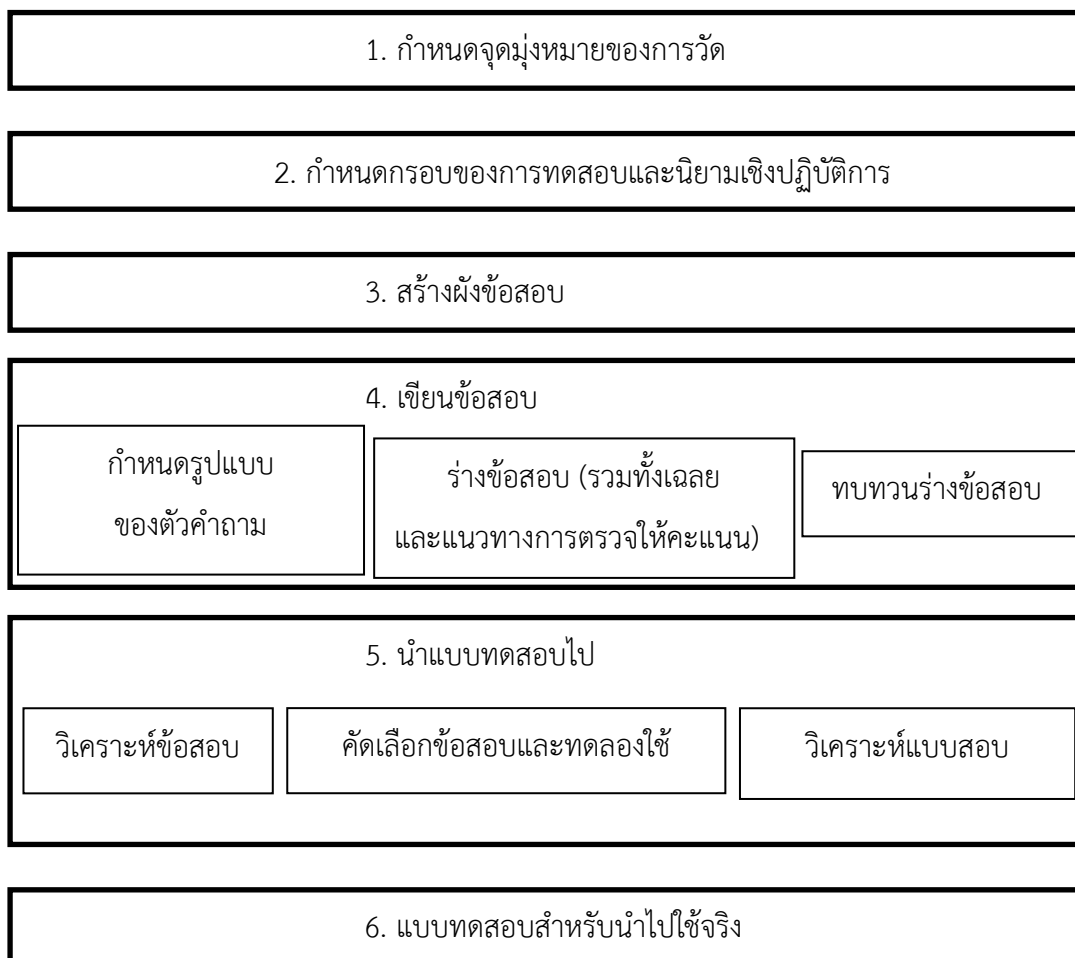 1. กำหนดจุดมุ่งหมายของการวัด
2. กำหนดกรอบของการทดสอบและนิยามเชิงปฏิบัติการ
3. สร้างผังข้อสอบ
4. เขียนข้อสอบ
กำหนดรูปแบบ
ของตัวคำถาม
ร่างข้อสอบ (รวมทั้งเฉลย
และแนวทางการตรวจให้คะแนน)
ทบทวนร่างข้อสอบ
5. นำแบบทดสอบไป
วิเคราะห์ข้อสอบ
คัดเลือกข้อสอบและทดลองใช้
วิเคราะห์แบบสอบ
6. แบบทดสอบสำหรับนำไปใช้จริง